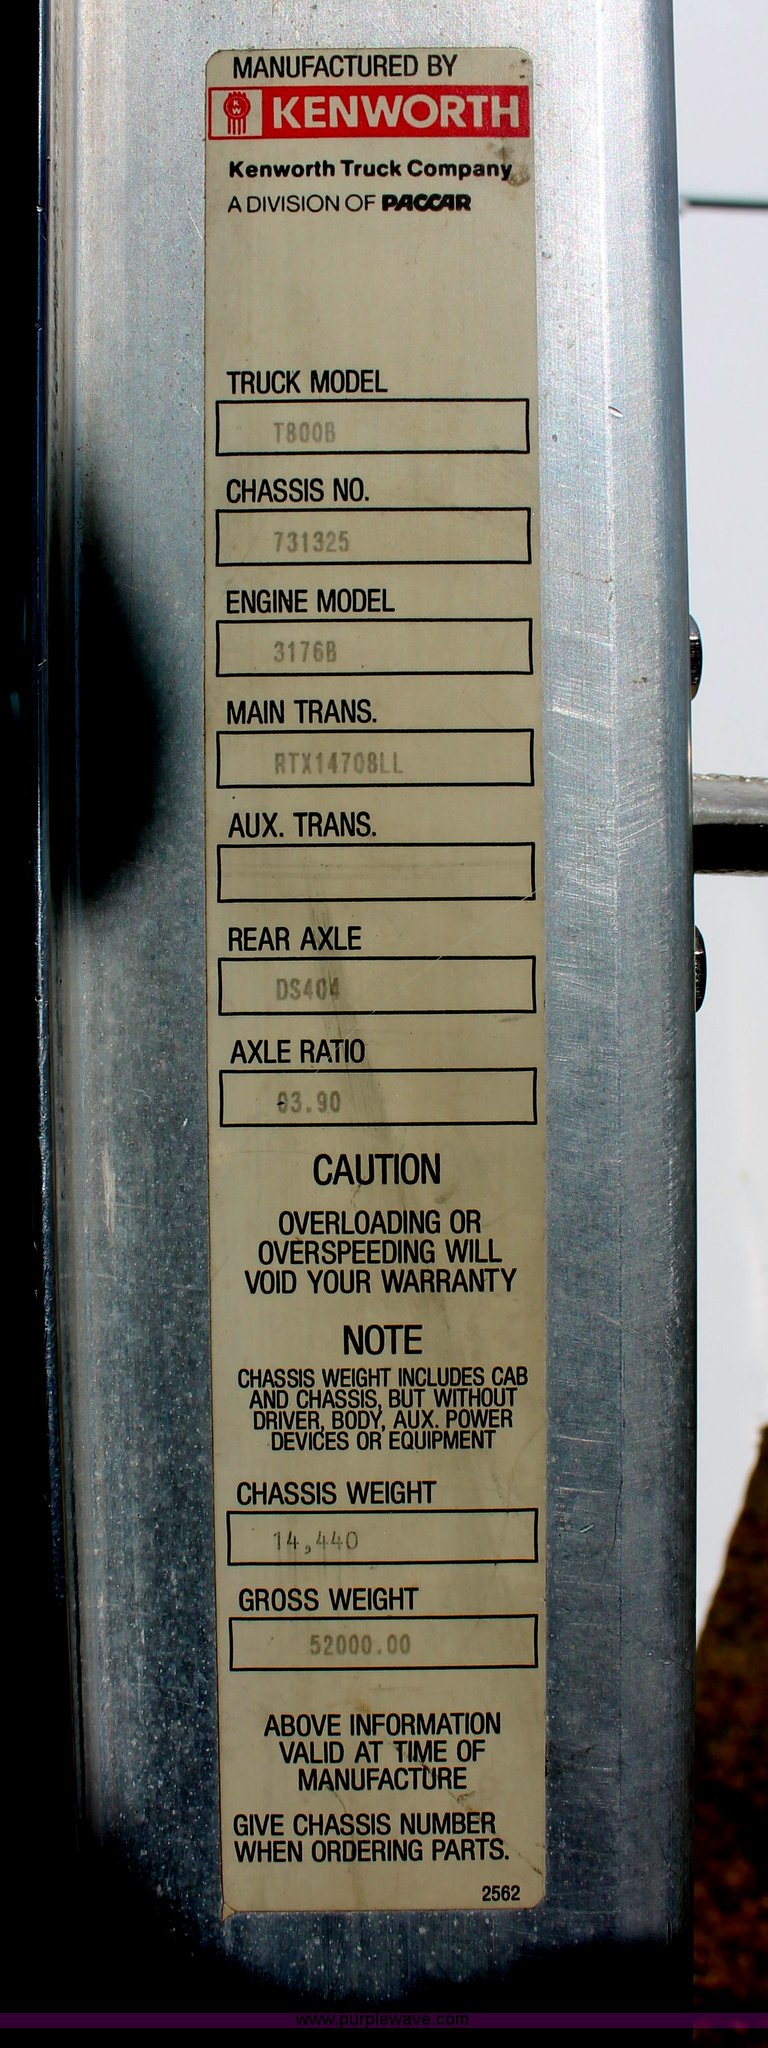 MANUFACTURED BY
KENWORTH
Kenworth Truck Company
A DIVISION OF PACCAR
TRUCK MODEL
T800B
CHASSIS NO.
731325
ENGINE MODEL
3176B
MAIN TRANS.
RTX14708LL
AUX. TRANS.
REAR AXLE
DS404
AXLE RATIO
03.90
CAUTION
OVERLOADING OR
OVERSPEEDING WILL
VOID YOUR WARRANTY
NOTE
CHASSIS WEIGHT INCLUDES CAB
AND CHASSIS, BUT WITHOUT
DRIVER, BODY, AUX. POWER
DEVICES OR EQUIPMENT
CHASSIS WEIGHT
14,440
GROSS WEIGHT
52000.00
ABOVE INFORMATION
VALID AT TIME OF
MANUFACTURE
GIVE CHASSIS NUMBER
WHEN ORDERING PARTS.
2562
www.purplewave.com